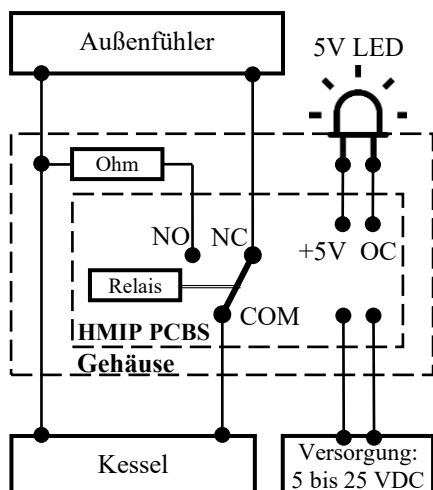 Außenfühler
5V LED
Ohm
NO NC
+5V OC
Relais
COM
HMIP PCBS
Gehäuse
Kessel
Versorgung:
5 bis 25 VDC